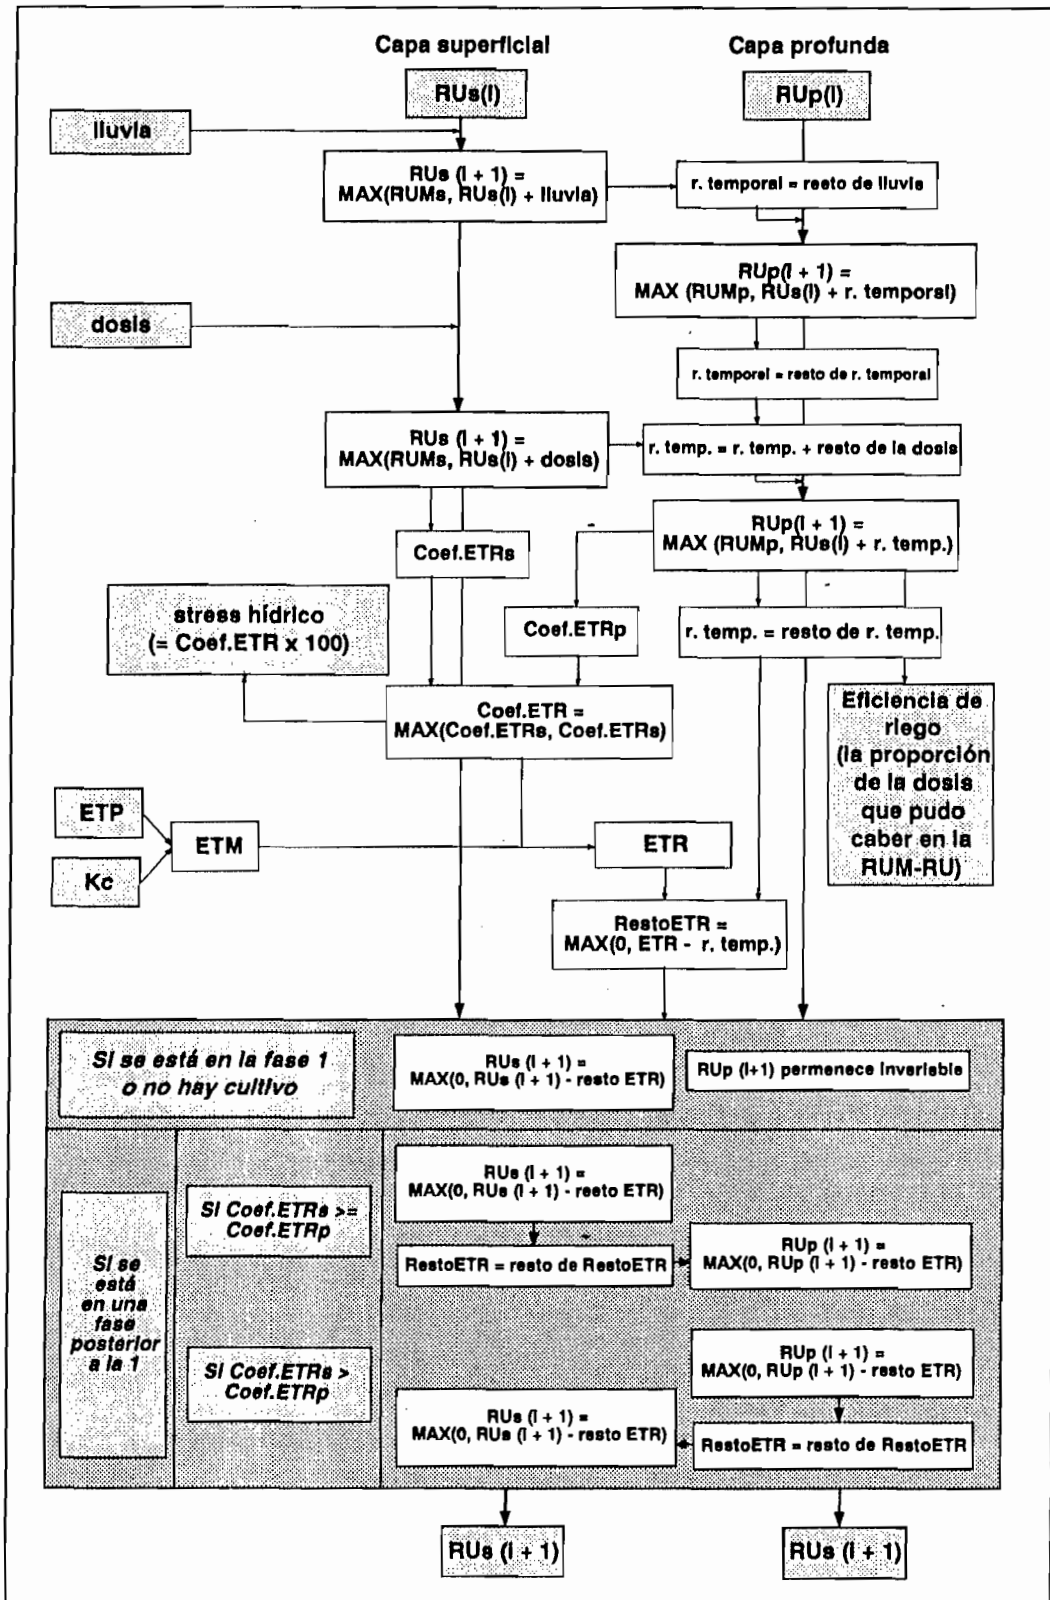 Capa superficial
Capa profunda
RUs(I)
RUp(I)
lluvia
RUs (I + 1) =
MAX(RUMs, RUs(I) + lluvia)
r. temporal = resto de lluvia
RUp(I + 1) =
MAX (RUMp, RUs(I) + r. temporal)
dosis
r. temporal = resto de r. temporal
RUs (I + 1) =
MAX(RUMs, RUs(I) + dosis)
r. temp. = r. temp. + resto de la dosis
RUp(I + 1) =
MAX (RUMp, RUs(I) + r. temp.)
Coef.ETRs
stress hídrico
(= Coef.ETR x 100)
Coef.ETRp
r. temp. = resto de r. temp.
Coef.ETR =
MAX(Coef.ETRs, Coef.ETRs)
Eficiencia de
riego
(la proporción
de la dosis
que pudo
caber en la
RUM-RU)
ETP
ETM
ETR
Kc
RestoETR =
MAX(0, ETR - r. temp.)
Si se está en la fase 1
o no hay cultivo
RUs (I + 1) =
MAX(0, RUs (I + 1) - resto ETR)
RUp (I+1) permanece invariable
Si se
está
en una
fase
posterior
a la 1
Si Coef.ETRs >=
Coef.ETRp
RUs (I + 1) =
MAX(0, RUs (I + 1) - resto ETR)
RestoETR = resto de RestoETR
RUp (I + 1) =
MAX(0, RUp (I + 1) - resto ETR)
Si Coef.ETRs >
Coef.ETRp
RUp (I + 1) =
MAX(0, RUp (I + 1) - resto ETR)
RUs (I + 1) =
MAX(0, RUs (I + 1) - resto ETR)
RestoETR = resto de RestoETR
RUs (I + 1)
RUs (I + 1)